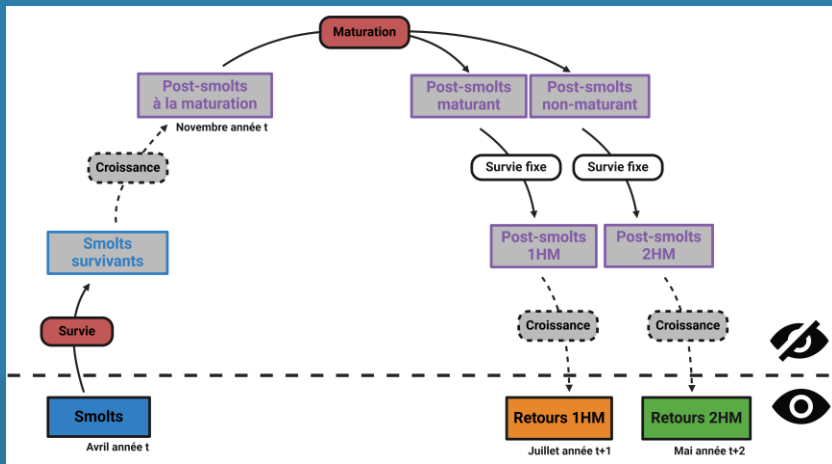 Maturation
Post-smolts
à la maturation
Novembre année t
Post-smolts
maturant
Post-smolts
non-maturant
Croissance
Survie fixe
Survie fixe
Smolts
survivants
Post-smolts
1HM
Post-smolts
2HM
Survie
Croissance
Croissance
Smolts
Avril année t
Retours 1HM
Juillet année t+1
Retours 2HM
Mai année t+2